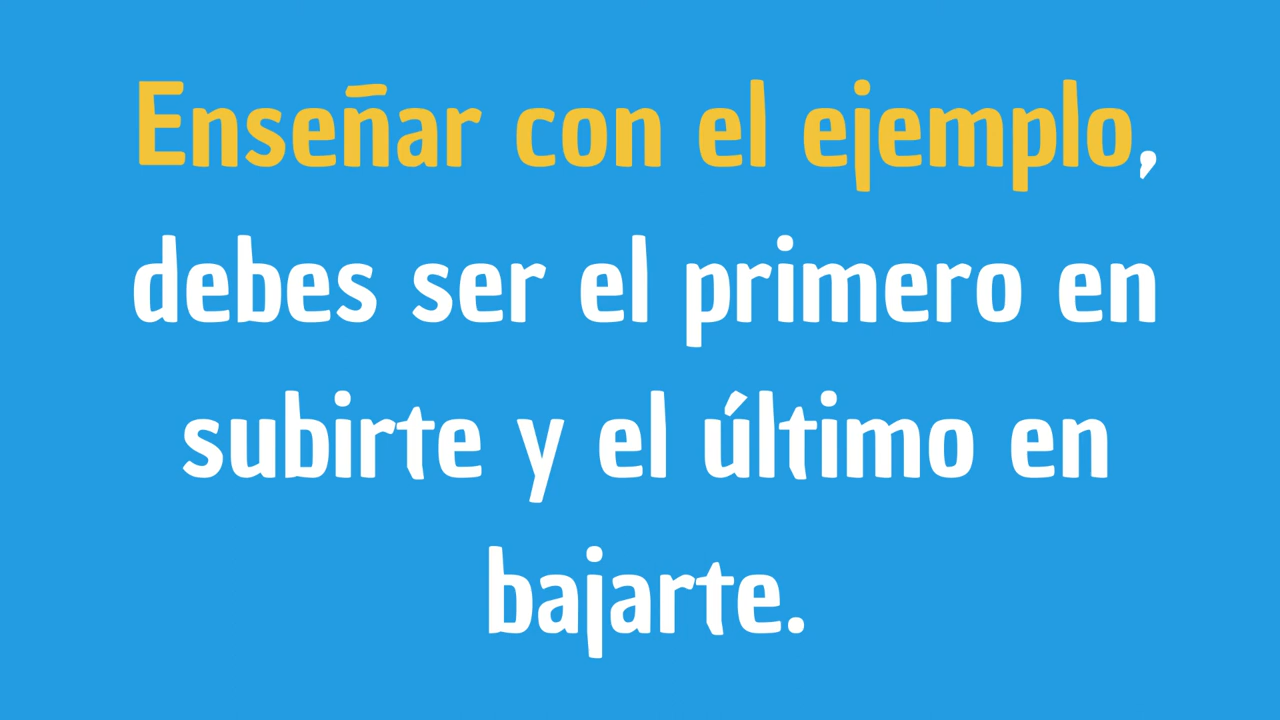 Enseñar con el ejemplo,
debes ser el primero en
subirte y el último en
bajarte.